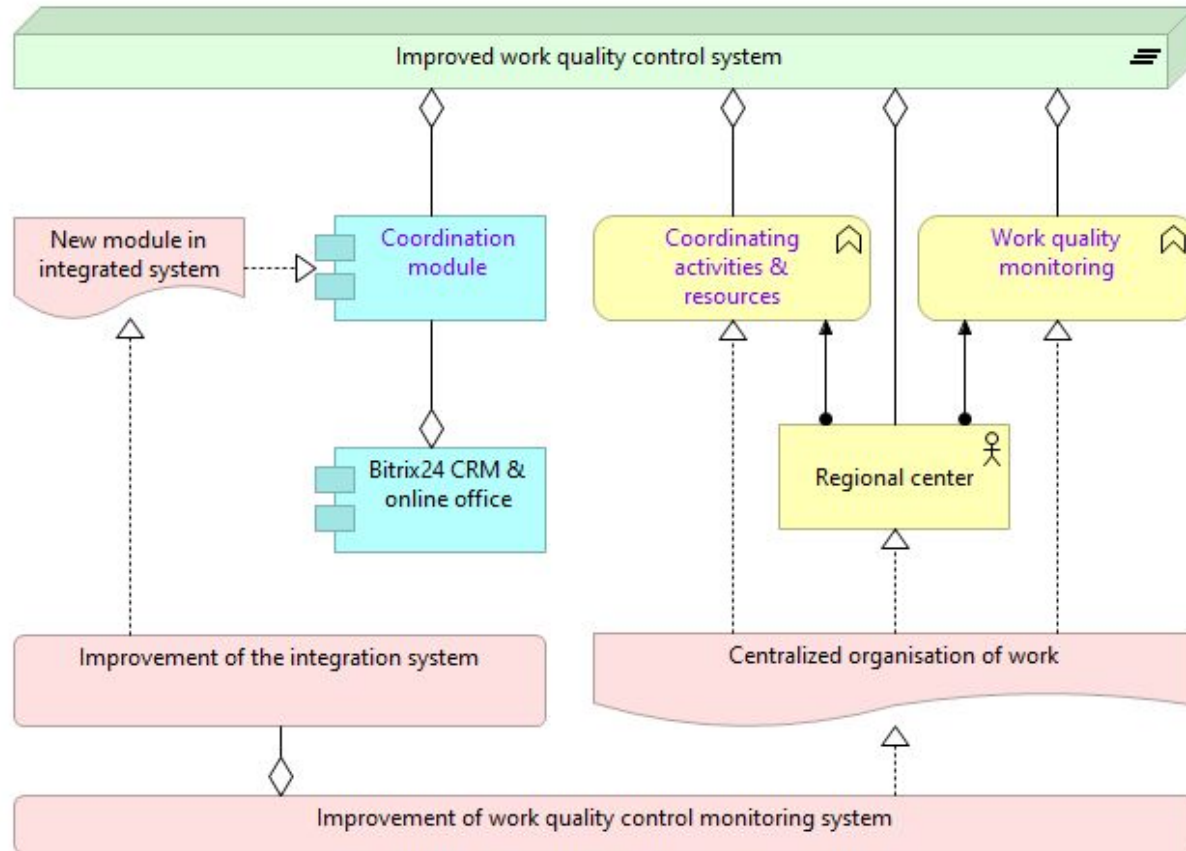 Improved work quality control system
New module in
integrated system
Coordination
module
Coordinating
activities &
resources
Work quality
monitoring
Bitrix24 CRM &
online office
Regional center
Improvement of the integration system
Centralized organisation of work
Improvement of work quality control monitoring system